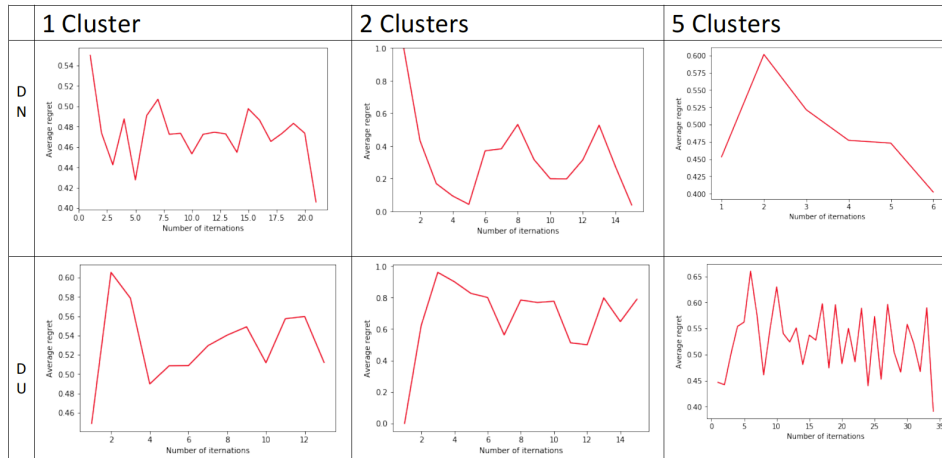 1 Cluster
2 Clusters
5 Clusters
D
N
Average regret
0.54
0.52
0.50
0.48
0.46
0.44
0.42
0.40
0.0 2.5 5.0 7.5 10.0 12.5 15.0 17.5 20.0
Number of iternations
Average regret
1.0
0.8
0.6
0.4
0.2
0.0
2 4 6 8 10 12 14
Number of iternations
Average regret
0.600
0.575
0.550
0.525
0.500
0.475
0.450
0.425
0.400
1 2 3 4 5 6
Number of iternations
D
U
Average regret
0.60
0.58
0.56
0.54
0.52
0.50
0.48
0.46
2 4 6 8 10 12
Number of iternations
Average regret
1.0
0.8
0.6
0.4
0.2
0.0
2 4 6 8 10 12 14
Number of iternations
Average regret
0.65
0.60
0.55
0.50
0.45
0.40
0 5 10 15 20 25 30 35
Number of iternations